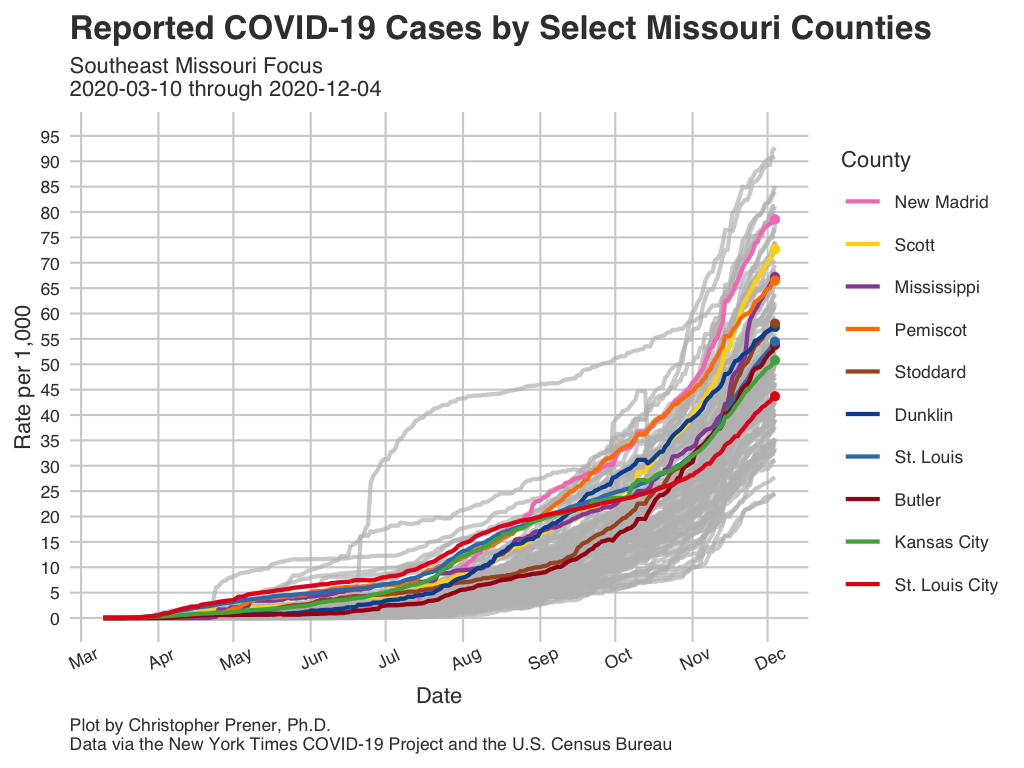 Reported COVID-19 Cases by Select Missouri Counties
Southeast Missouri Focus
2020-03-10 through 2020-12-04
Rate per 1,000
95
90
85
80
75
70
65
60
55
50
45
40
35
30
25
20
15
10
5
0
Mar Apr May Jun Jul Aug Sep Oct Nov Dec
Date
County
New Madrid
Scott
Mississippi
Pemiscot
Stoddard
Dunklin
St. Louis
Butler
Kansas City
St. Louis City
Plot by Christopher Prener, Ph.D.
Data via the New York Times COVID-19 Project and the U.S. Census Bureau